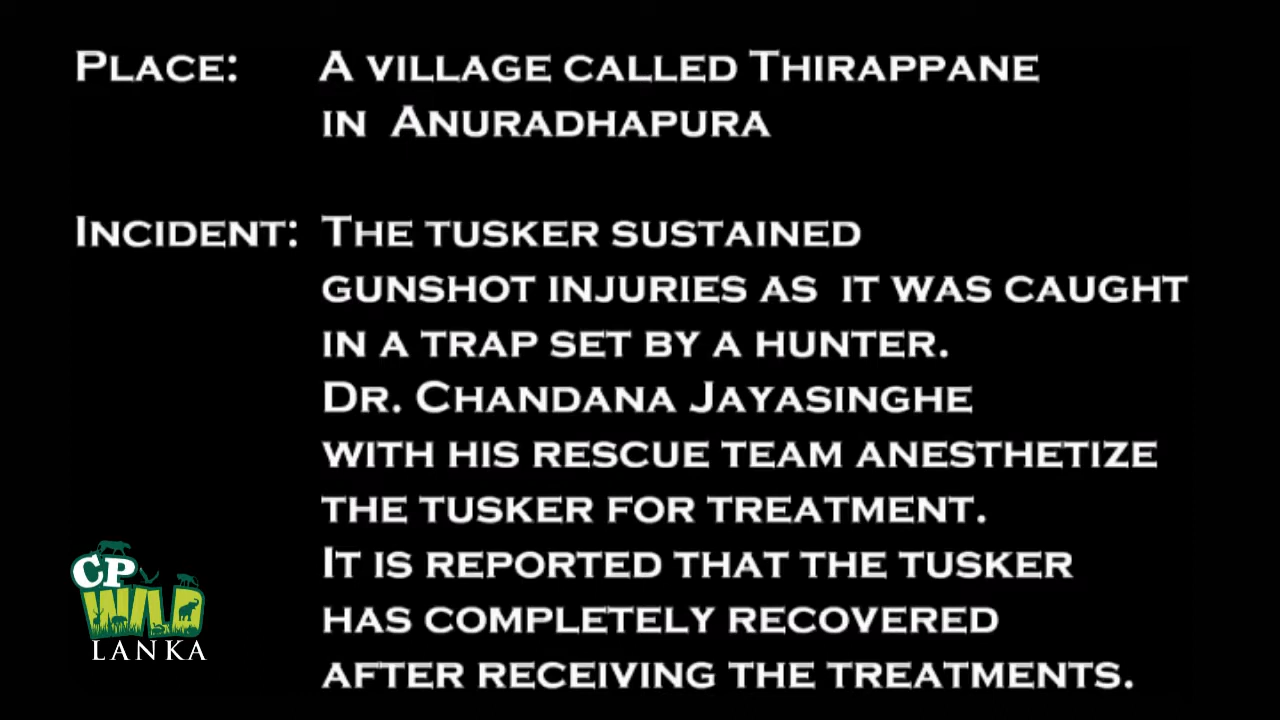 Place: A village called Thirappane
in Anuradhapura
Incident: The tusker sustained
gunshot injuries as it was caught
in a trap set by a hunter.
Dr. Chandana Jayasinghe
with his rescue team anesthetize
the tusker for treatment.
It is reported that the tusker
has completely recovered
after receiving the treatments.
CP
WILD
LANKA